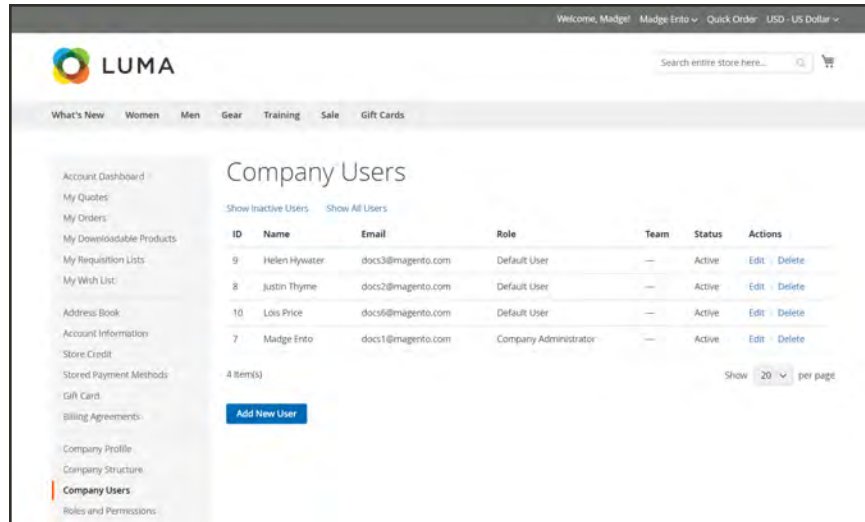 Welcome, Madge! Madge Ento Quick Order USD - US Dollar
LUMA
Search entire store here...
What's New Women Men Gear Training Sale Gift Cards
Company Users
Show Inactive Users Show All Users
ID Name Email Role Team Status Actions
9 Helen Hywater docs3@magento.com Default User — Active Edit | Delete
8 Justin Thyme docs2@magento.com Default User — Active Edit | Delete
10 Lois Price docs6@magento.com Default User — Active Edit | Delete
7 Madge Ento docs1@magento.com Company Administrator — Active Edit | Delete
4 Item(s)
Show 20 per page
Add New User
Account Dashboard
My Quotes
My Orders
My Downloadable Products
My Requisition Lists
My Wish List
Address Book
Account Information
Store Credit
Stored Payment Methods
Gift Card
Billing Agreements
Company Profile
Company Structure
Company Users
Roles and Permissions